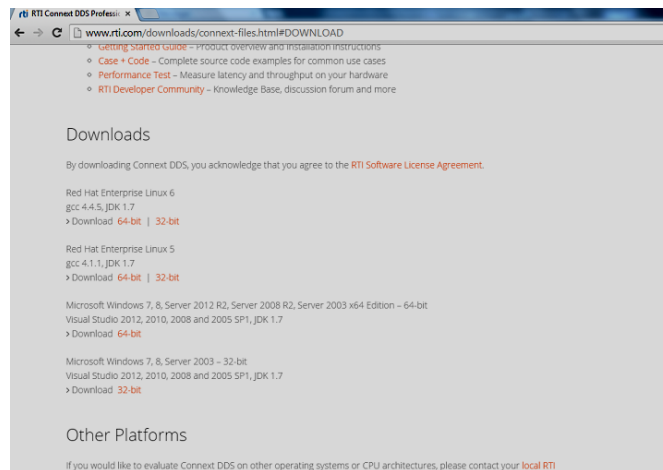 rti RTI Connext DDS Professic ×
www.rti.com/downloads/connext-files.html#DOWNLOAD
Getting Started Guide – Product overview and installation instructions
Case + Code – Complete source code examples for common use cases
Performance Test – Measure latency and throughput on your hardware
RTI Developer Community – Knowledge Base, discussion forum and more
Downloads
By downloading Connext DDS, you acknowledge that you agree to the RTI Software License Agreement.
Red Hat Enterprise Linux 6
gcc 4.4.5, JDK 1.7
> Download 64-bit | 32-bit
Red Hat Enterprise Linux 5
gcc 4.1.1, JDK 1.7
> Download 64-bit | 32-bit
Microsoft Windows 7, 8, Server 2012 R2, Server 2008 R2, Server 2003 x64 Edition – 64-bit
Visual Studio 2012, 2010, 2008 and 2005 SP1, JDK 1.7
> Download 64-bit
Microsoft Windows 7, 8, Server 2003 – 32-bit
Visual Studio 2012, 2010, 2008 and 2005 SP1, JDK 1.7
> Download 32-bit
Other Platforms
If you would like to evaluate Connext DDS on other operating systems or CPU architectures, please contact your local RTI